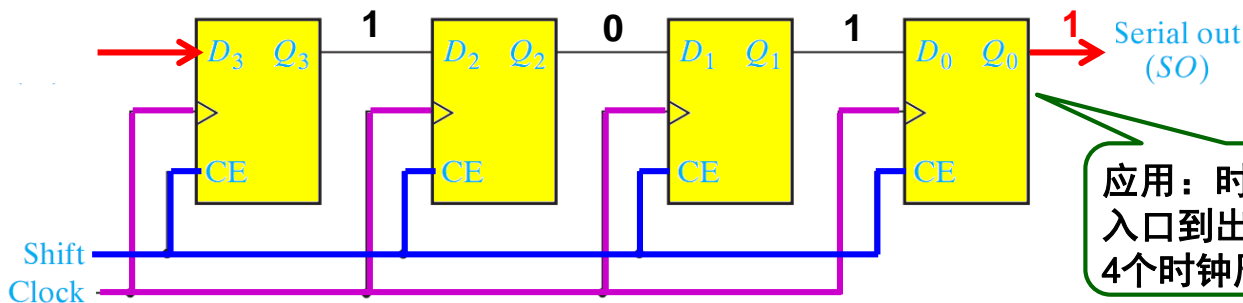 1 0 1 1
D3 Q3 D2 Q2 D1 Q1 D0 Q0
Serial out
(SO)
CE CE CE CE
应用：时
入口到出
4个时钟
Shift
Clock